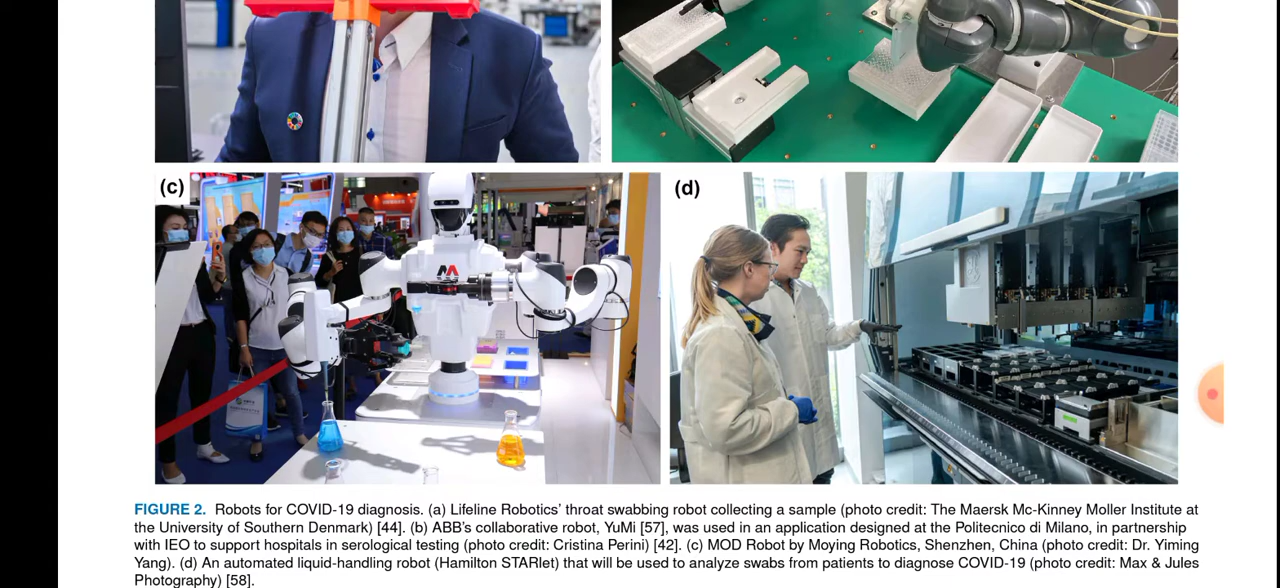 (c)
(d)
FIGURE 2. Robots for COVID-19 diagnosis. (a) Lifeline Robotics' throat swabbing robot collecting a sample (photo credit: The Maersk Mc-Kinney Moller Institute at
the University of Southern Denmark) [44]. (b) ABB's collaborative robot, YuMi [57], was used in an application designed at the Politecnico di Milano, in partnership
with IEO to support hospitals in serological testing (photo credit: Cristina Perini) [42]. (c) MOD Robot by Moying Robotics, Shenzhen, China (photo credit: Dr. Yiming
Yang). (d) An automated liquid-handling robot (Hamilton STARlet) that will be used to analyze swabs from patients to diagnose COVID-19 (photo credit: Max & Jules
Photography) [58].